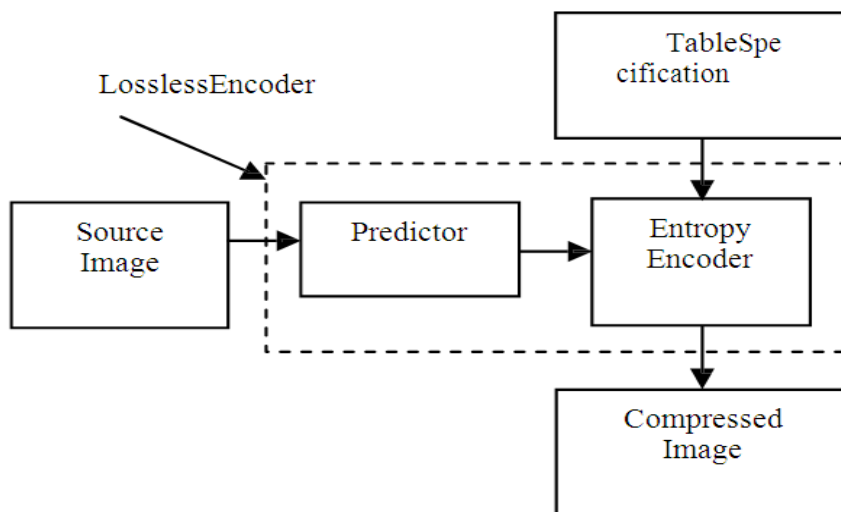 TableSpe
cification
LosslessEncoder
Source
Image
Predictor
Entropy
Encoder
Compressed
Image